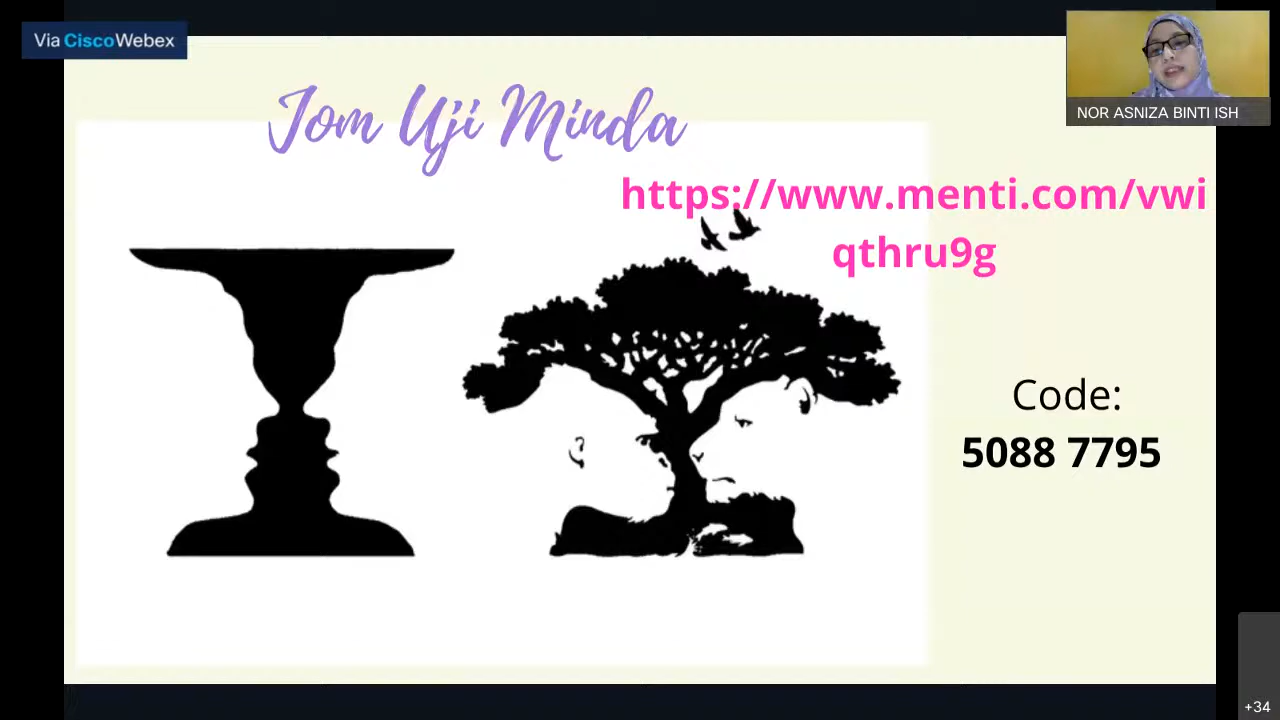 Via CiscoWebex
NOR ASNIZA BINTI ISH
Jom Uji Minda
https://www.menti.com/vwi
qthru9g
Code:
5088 7795
+34